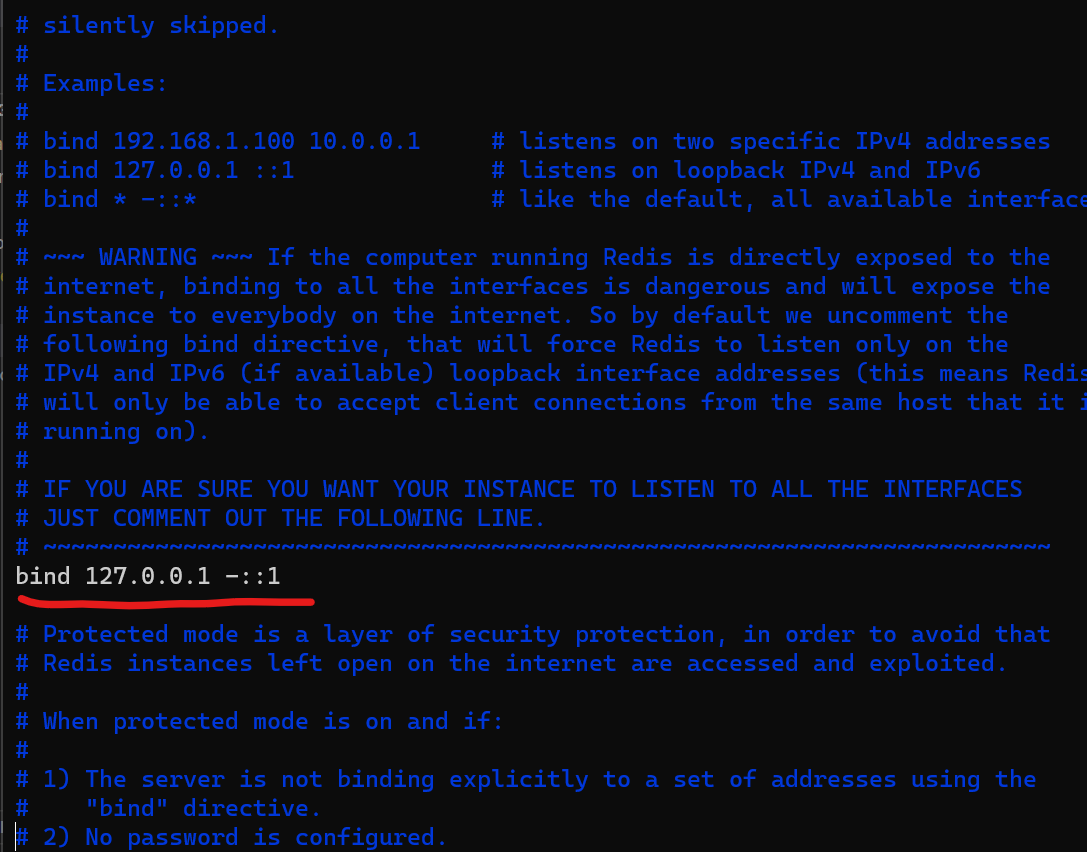 # silently skipped.
#
# Examples:
#
# bind 192.168.1.100 10.0.0.1     # listens on two specific IPv4 addresses
# bind 127.0.0.1 ::1              # listens on loopback IPv4 and IPv6
# bind * -::*                     # like the default, all available interface
#
# ~~~ WARNING ~~~ If the computer running Redis is directly exposed to the
# internet, binding to all the interfaces is dangerous and will expose the
# instance to everybody on the internet. So by default we uncomment the
# following bind directive, that will force Redis to listen only on the
# IPv4 and IPv6 (if available) loopback interface addresses (this means Redis
# will only be able to accept client connections from the same host that it i
# running on).
#
# IF YOU ARE SURE YOU WANT YOUR INSTANCE TO LISTEN TO ALL THE INTERFACES
# JUST COMMENT OUT THE FOLLOWING LINE.
# ~~~~~~~~~~~~~~~~~~~~~~~~~~~~~~~~~~~~~~~~~~~~~~~~~~~~~~~~~~~~~~~~~~~~~~~~
bind 127.0.0.1 -::1
# Protected mode is a layer of security protection, in order to avoid that
# Redis instances left open on the internet are accessed and exploited.
#
# When protected mode is on and if:
#
# 1) The server is not binding explicitly to a set of addresses using the
#    "bind" directive.
# 2) No password is configured.